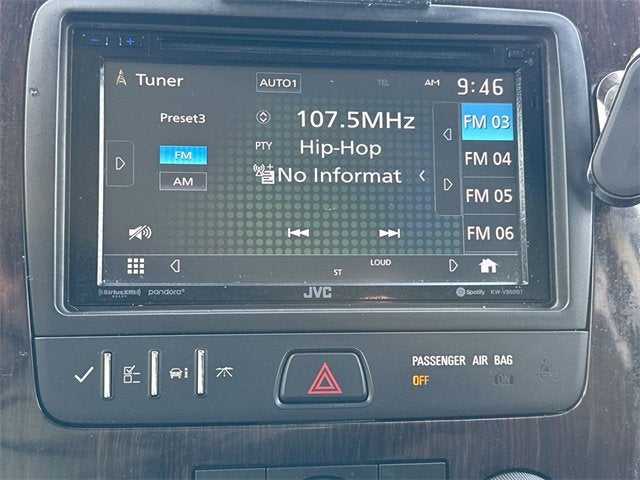 Tuner AUTO1 TEL AM 9:46
Preset3 107.5MHz FM 03
FM PTY Hip-Hop FM 04
AM No Informat FM 05
FM 06
ST LOUD
SiriusXM READY pandora JVC Spotify KW-V850BT
PASSENGER AIR BAG
OFF ON